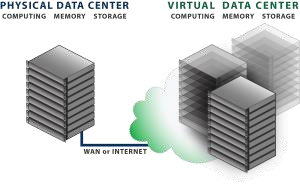 PHYSICAL DATA CENTER
COMPUTING MEMORY STORAGE
VIRTUAL DATA CENTER
COMPUTING MEMORY STORAGE
WAN or INTERNET